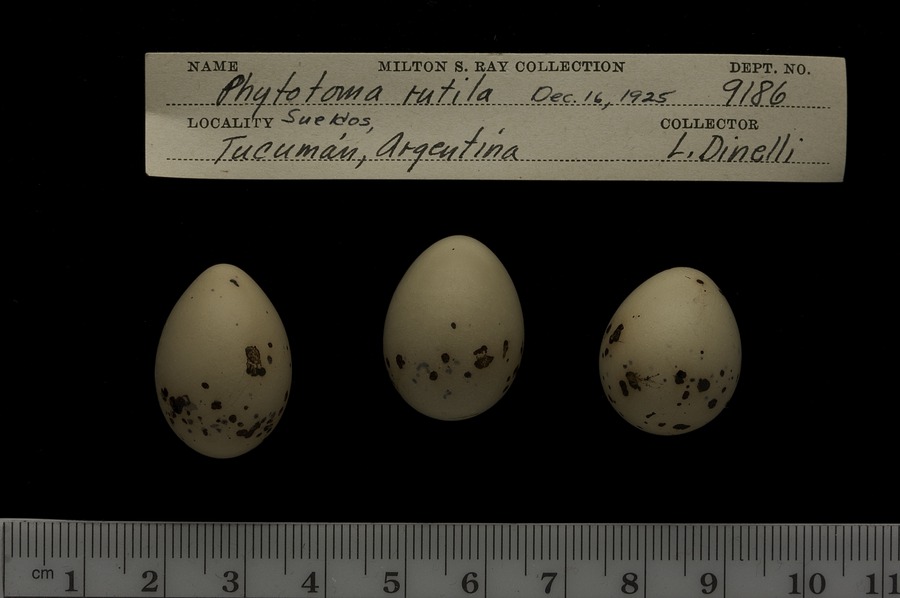 NAME MILTON S. RAY COLLECTION DEPT. NO.
Phytotoma rutila Dec. 16, 1925 9186
LOCALITY Sueldos, COLLECTOR
Tucumán, Argentina L. Dinelli
cm 1 2 3 4 5 6 7 8 9 10 11